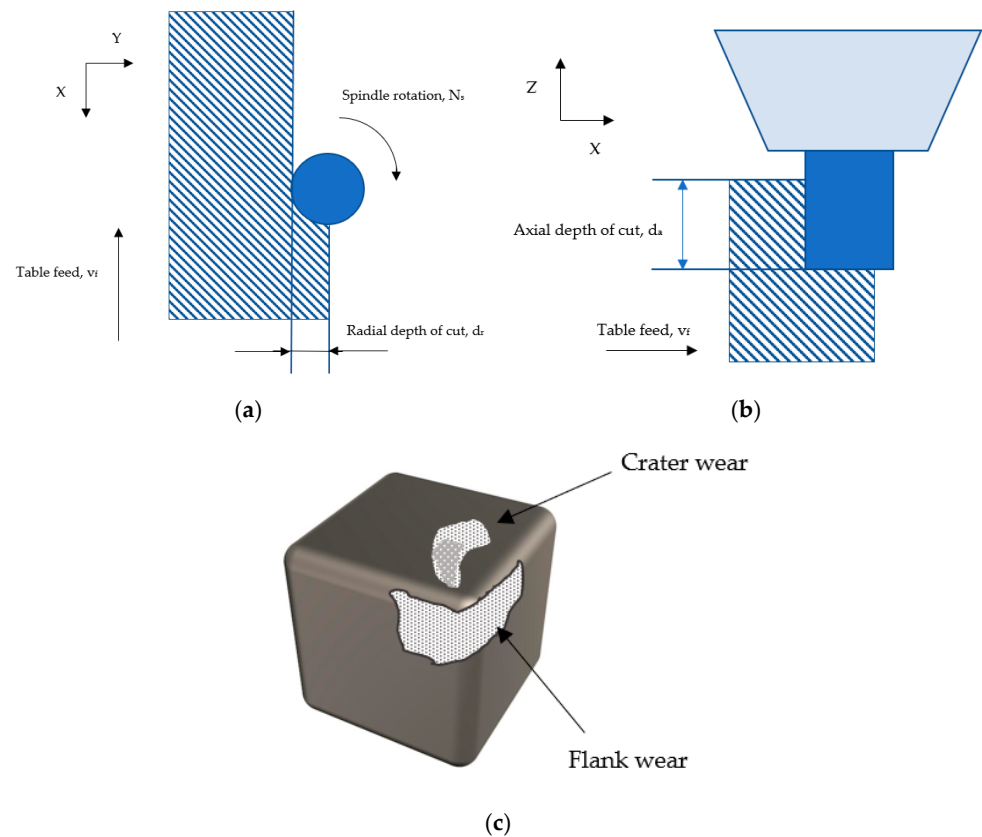 Y
X
Spindle rotation, Ns
Table feed, vf
Radial depth of cut, dr
(a)
Z
X
Axial depth of cut, da
Table feed, vf
(b)
Crater wear
Flank wear
(c)